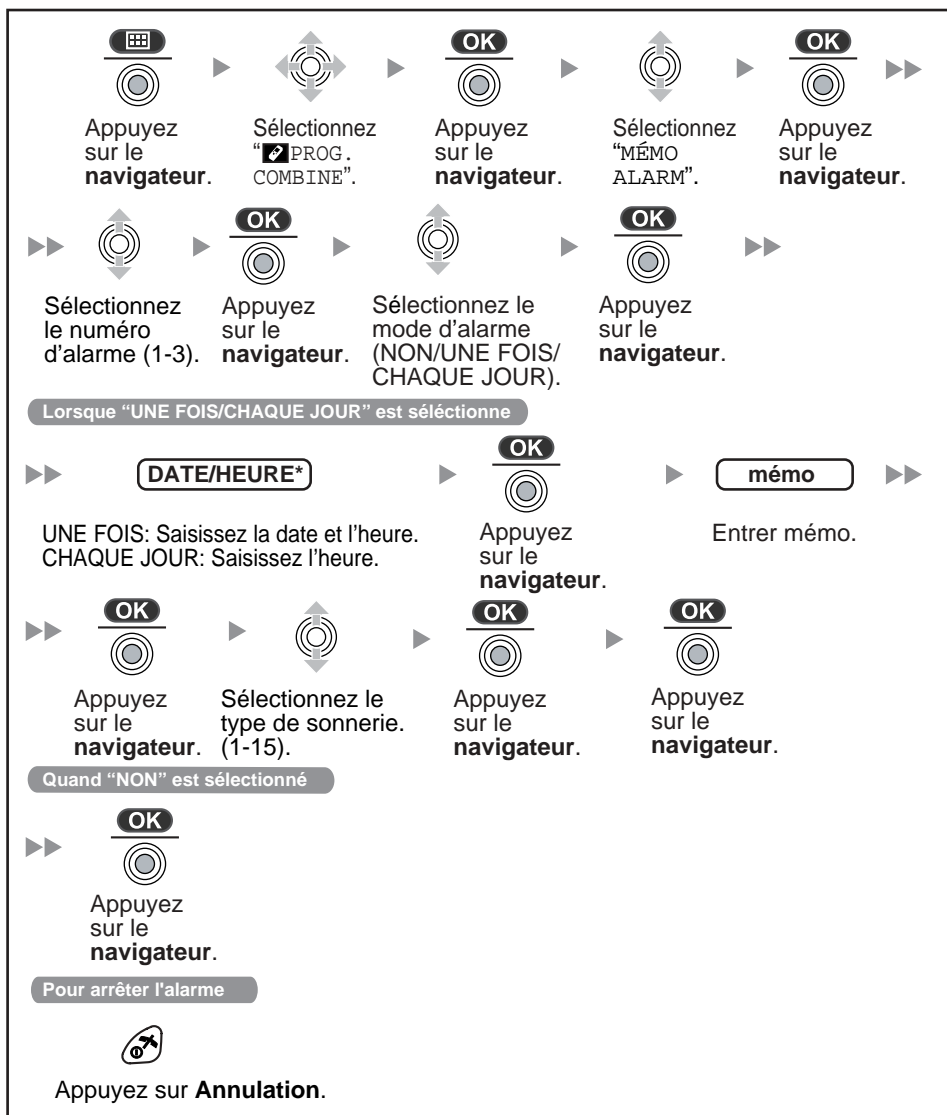 OK
OK
Appuyez
sur le
navigateur.
Sélectionnez
“PROG.
COMBINE”.
Appuyez
sur le
navigateur.
Sélectionnez
“MÉMO
ALARM”.
Appuyez
sur le
navigateur.
OK
OK
Sélectionnez
le numéro
d'alarme (1-3).
Appuyez
sur le
navigateur.
Sélectionnez le
mode d'alarme
(NON/UNE FOIS/
CHAQUE JOUR).
Appuyez
sur le
navigateur.
Lorsque “UNE FOIS/CHAQUE JOUR” est séléctionne
DATE/HEURE*
OK
mémo
UNE FOIS: Saisissez la date et l'heure.
CHAQUE JOUR: Saisissez l'heure.
Appuyez
sur le
navigateur.
Entrer mémo.
OK
OK
OK
Appuyez
sur le
navigateur.
Sélectionnez le
type de sonnerie.
(1-15).
Appuyez
sur le
navigateur.
Appuyez
sur le
navigateur.
Quand “NON” est sélectionné
OK
Appuyez
sur le
navigateur.
Pour arrêter l'alarme
Appuyez sur Annulation.